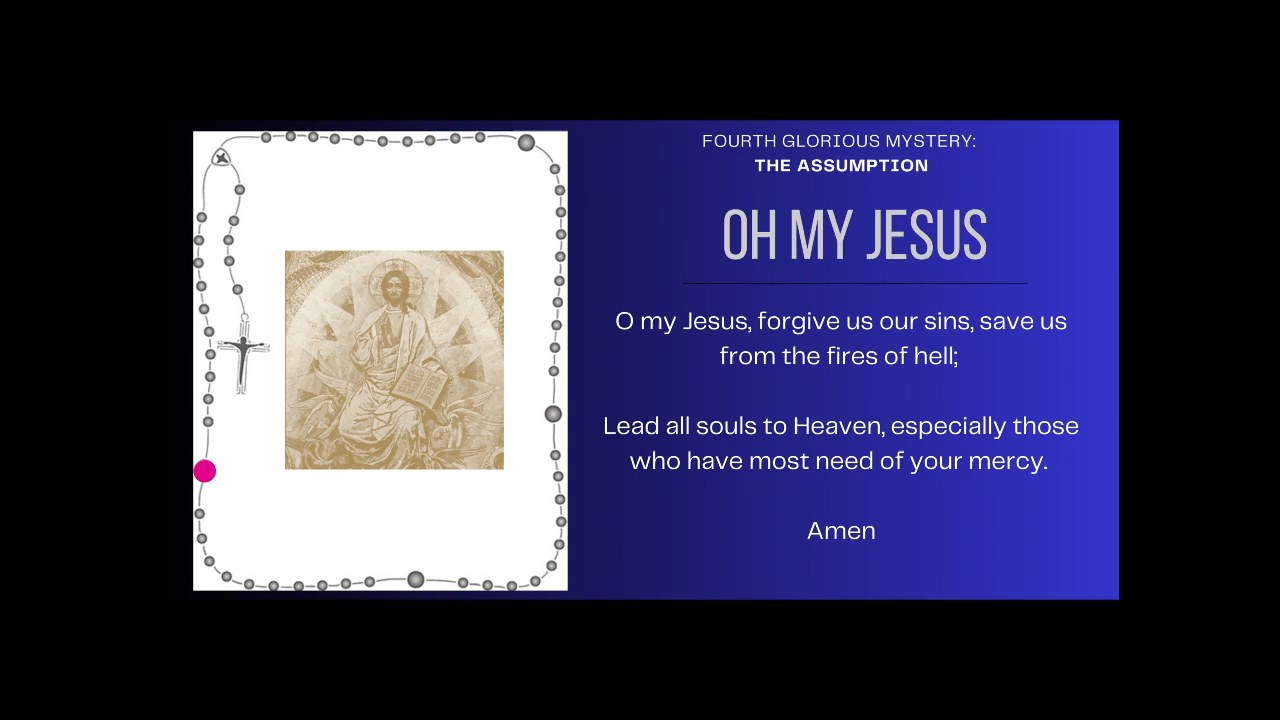 FOURTH GLORIOUS MYSTERY:
THE ASSUMPTION
OH MY JESUS
O my Jesus, forgive us our sins, save us
from the fires of hell;
Lead all souls to Heaven, especially those
who have most need of your mercy.
Amen